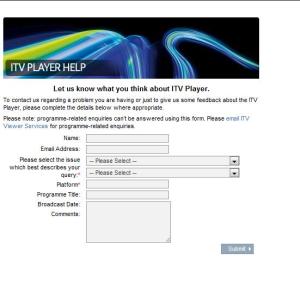 ITV PLAYER HELP
Let us know what you think about ITV Player.
To contact us regarding a problem you are having or just to give us some feedback about the ITV
Player, please complete the details below where appropriate.
Please note: programme-related enquiries can't be answered using this form. Please email ITV
Viewer Services for programme-related enquiries.
Name:
Email Address:
Please select the issue
which best describes your
query:*
-- Please Select --
-- Please Select --
Platform*
Programme Title:
Broadcast Date:
Comments:
Submit